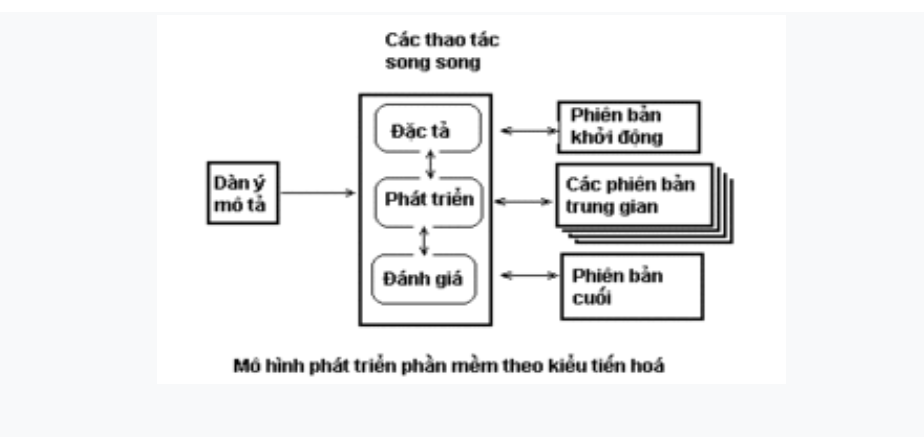 Các thao tác
song song
Đặc tả
Phiên bản
khởi động
Dàn ý
mô tả
Phát triển
Các phiên bản
trung gian
Đánh giá
Phiên bản
cuối
Mô hình phát triển phần mềm theo kiểu tiến hoá